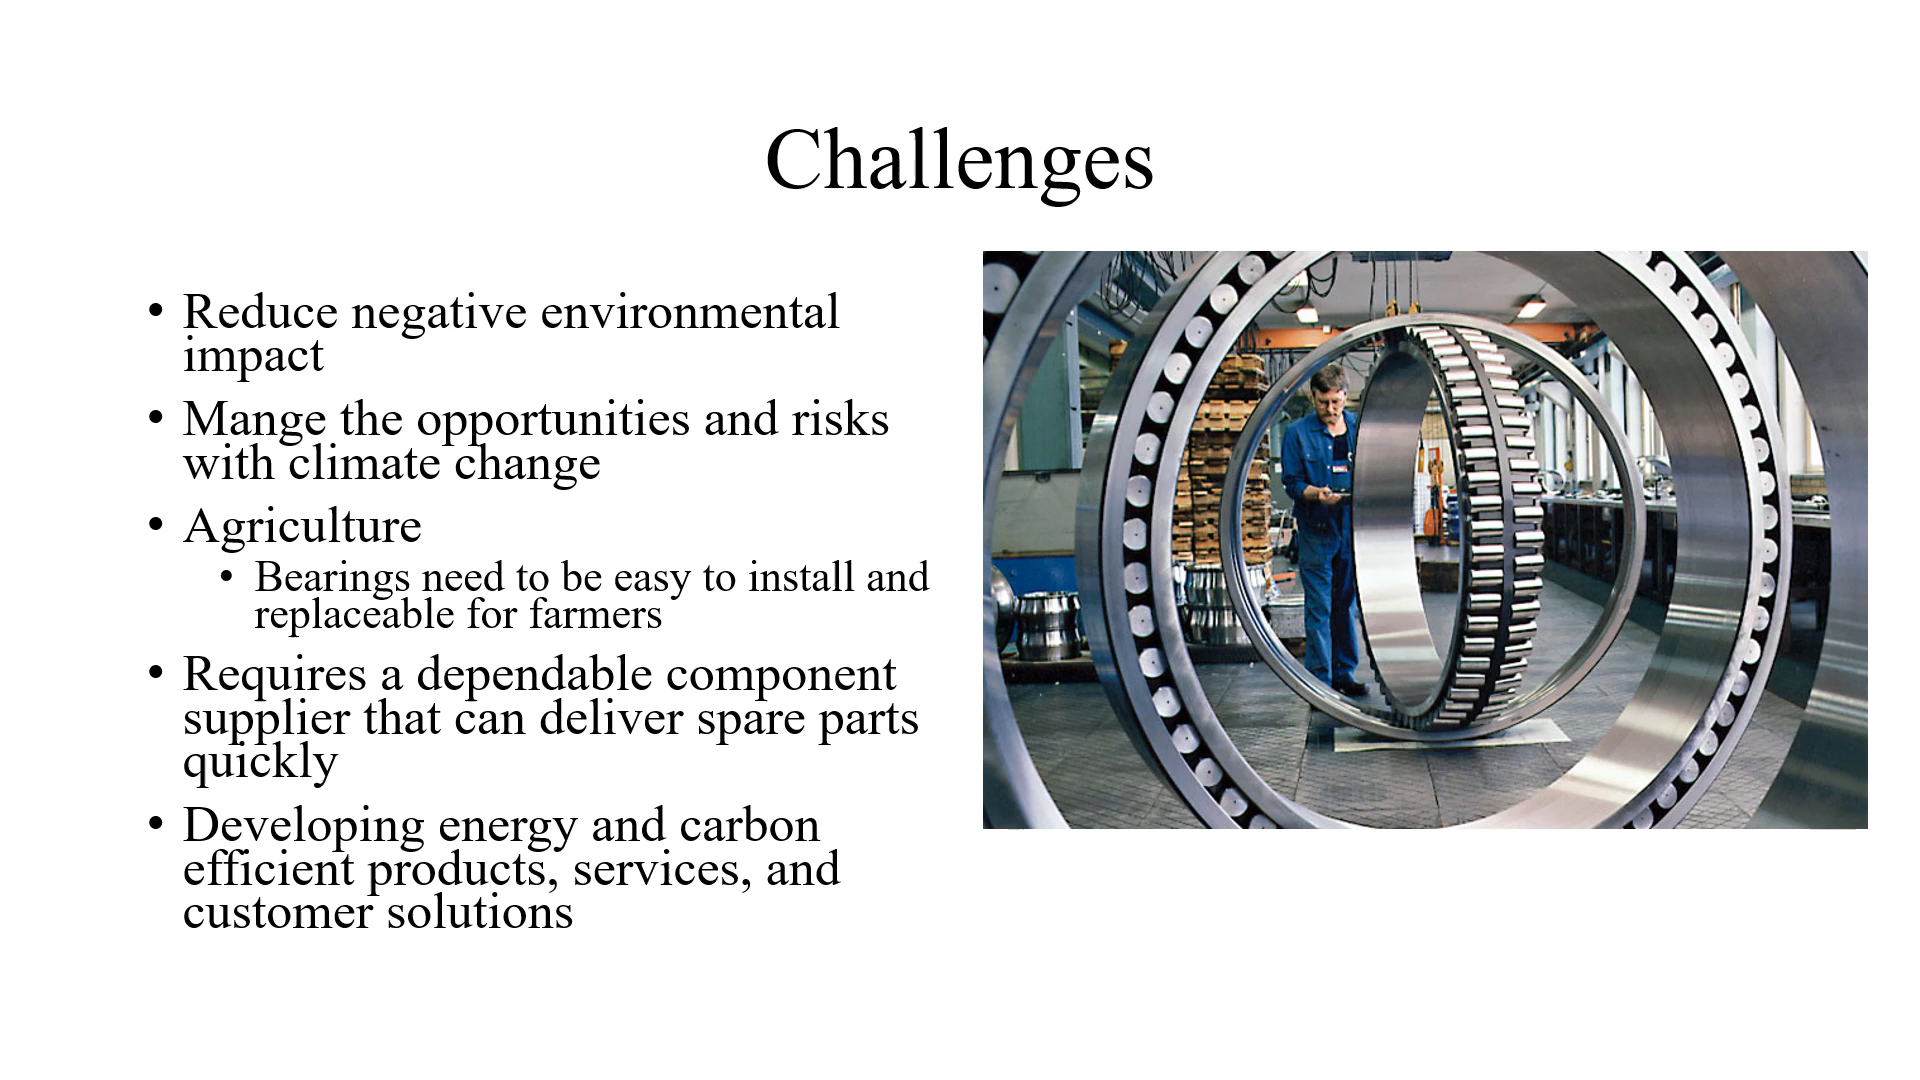 Challenges
• Reduce negative environmental
impact
• Mange the opportunities and risks
with climate change
• Agriculture
• Bearings need to be easy to install and
replaceable for farmers
• Requires a dependable component
supplier that can deliver spare parts
quickly
• Developing energy and carbon
efficient products, services, and
customer solutions